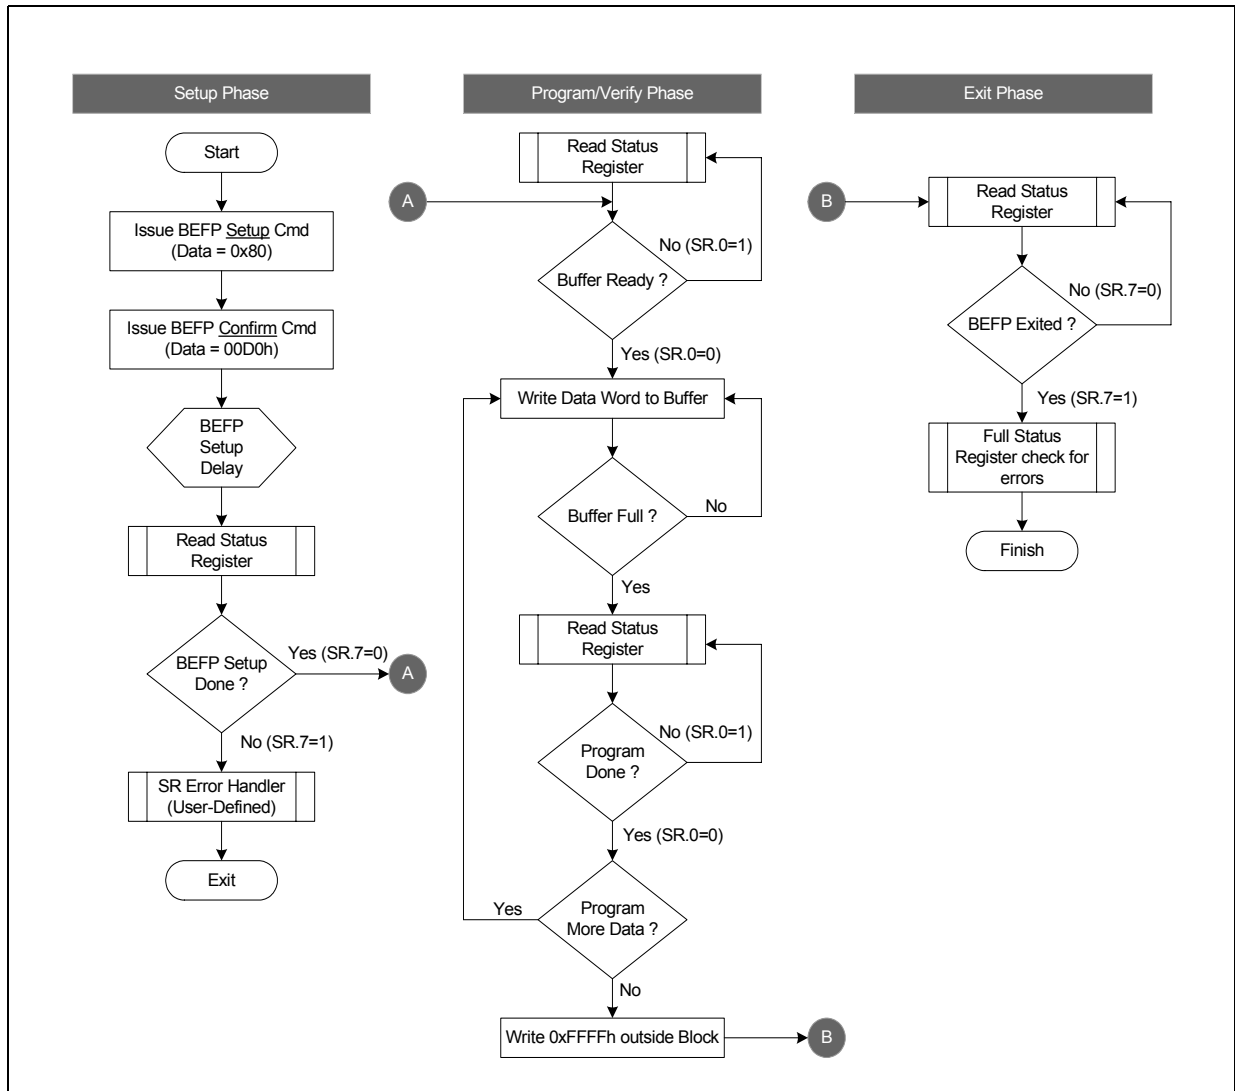 Setup Phase
Start
Issue BEFP Setup Cmd
(Data = 0x80)
Issue BEFP Confirm Cmd
(Data = 00D0h)
BEFP
Setup
Delay
Read Status
Register
BEFP Setup
Done ?
Yes (SR.7=0)
A
No (SR.7=1)
SR Error Handler
(User-Defined)
Exit
Program/Verify Phase
Read Status
Register
A
No (SR.0=1)
Buffer Ready ?
Yes (SR.0=0)
Write Data Word to Buffer
Buffer Full ?
No
Yes
Read Status
Register
No (SR.0=1)
Program
Done ?
Yes (SR.0=0)
Yes
Program
More Data ?
No
Write 0xFFFFh outside Block
B
Exit Phase
B
Read Status
Register
No (SR.7=0)
BEFP Exited ?
Yes (SR.7=1)
Full Status
Register check for
errors
Finish